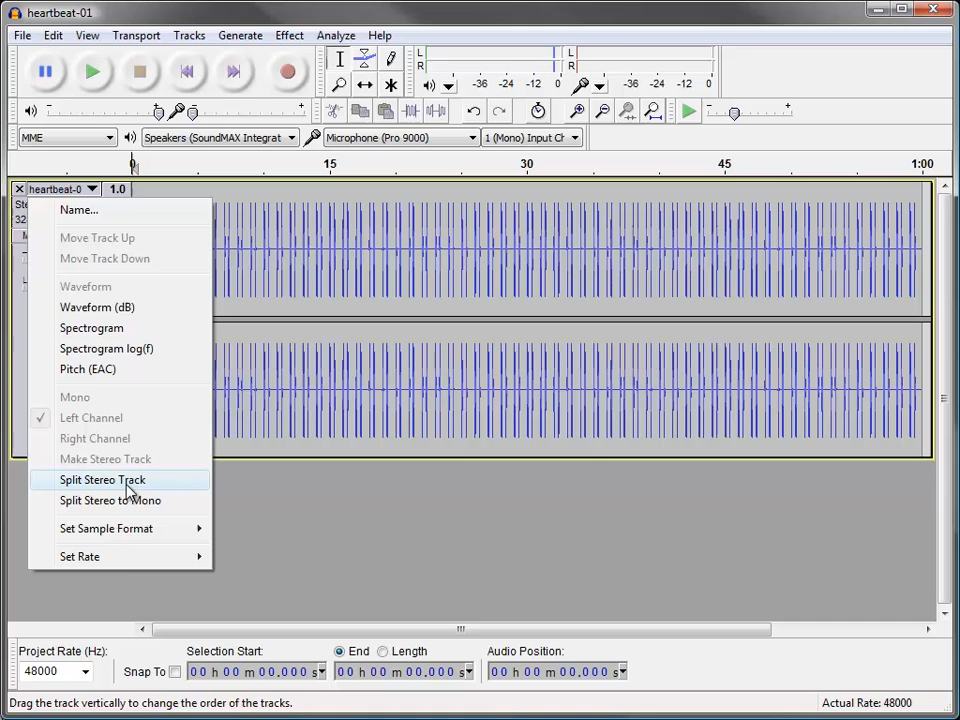 heartbeat-01
File Edit View Transport Tracks Generate Effect Analyze Help
L
R
-36 -24 -12 0
L
R
-36 -24 -12 0
MME
Speakers (SoundMAX Integrat
Microphone (Pro 9000)
1 (Mono) Input Ch
0 15 30 45 1:00
heartbeat-0 1.0
Ste
32
M
L
Name...
Move Track Up
Move Track Down
Waveform
Waveform (dB)
Spectrogram
Spectrogram log(f)
Pitch (EAC)
Mono
Left Channel
Right Channel
Make Stereo Track
Split Stereo Track
Split Stereo to Mono
Set Sample Format
Set Rate
Project Rate (Hz):
48000
Snap To
Selection Start:
00 h 00 m 00.000 s
End Length
00 h 00 m 00.000 s
Audio Position:
00 h 00 m 00.000 s
Drag the track vertically to change the order of the tracks.
Actual Rate: 48000